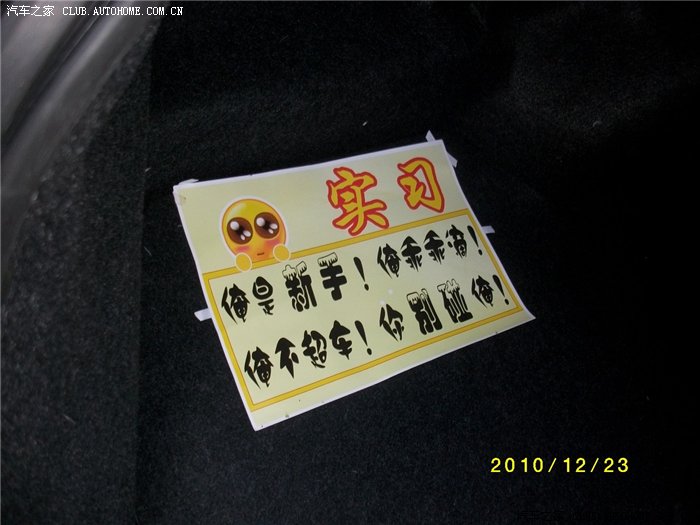 汽车之家 CLUB.AUTOHOME.COM.CN
实习
俺是新手！俺乖乖滴！
俺不超车！你别碰俺！
2010/12/23